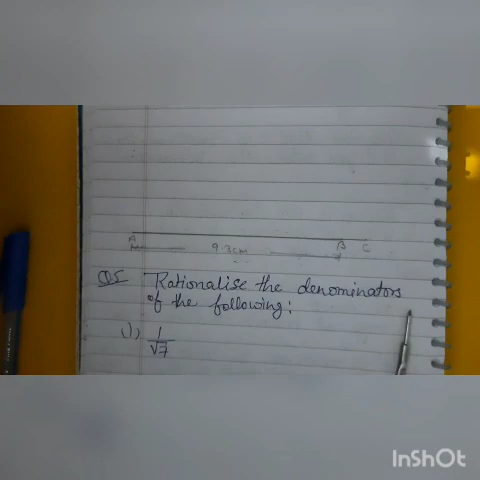 A 9.3cm B C
Q5 Rationalise the denominators
of the following:
i) 1/√7
InShOt